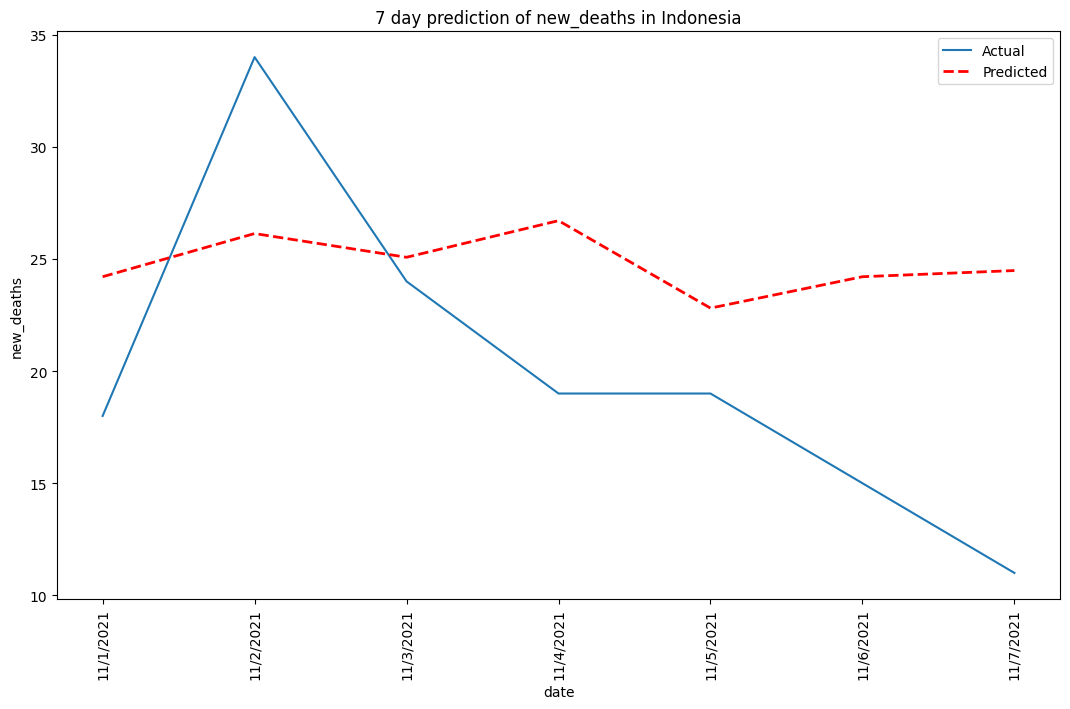 7 day prediction of new_deaths in Indonesia
Actual
Predicted
new_deaths
35
30
25
20
15
10
11/1/2021
11/2/2021
11/3/2021
11/4/2021
11/5/2021
11/6/2021
11/7/2021
date